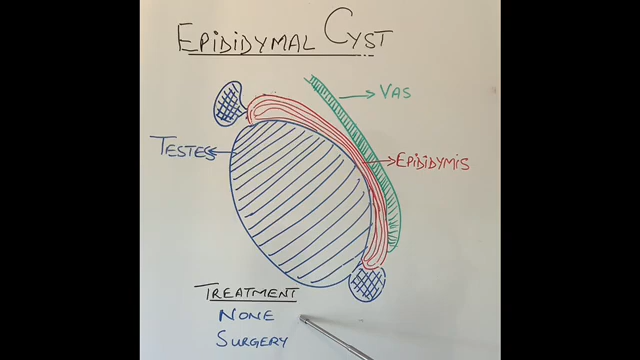 EPIDIDYMAL CYST
VAS
TESTES
EPIDIDYMIS
TREATMENT
NONE
SURGERY